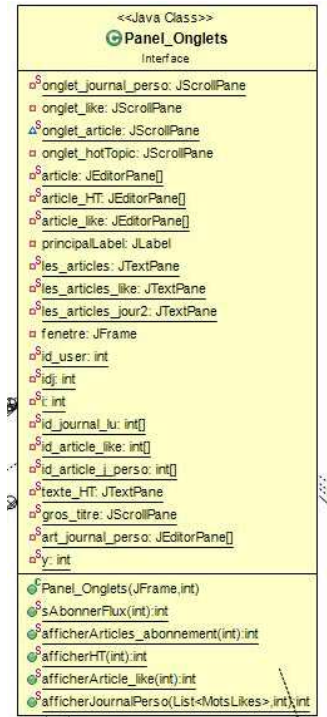 <<Java Class>>
Panel_Onglets
Interface
onglet_journal_perso: JScrollPane
onglet_like: JScrollPane
onglet_article: JScrollPane
onglet_hotTopic: JScrollPane
article: JEditorPane[]
article_HT: JEditorPane[]
article_like: JEditorPane[]
principalLabel: JLabel
les_articles: JTextPane
les_articles_like: JTextPane
les_articles_jour2: JTextPane
fenetre: JFrame
id_user: int
idj: int
i: int
id_journal_lu: int[]
id_article_like: int[]
id_article_j_perso: int[]
texte_HT: JTextPane
gros_titre: JScrollPane
art_journal_perso: JEditorPane[]
y: int
Panel_Onglets(JFrame,int)
sAbonnerFlux(int):int
afficherArticles_abonnement(int):int
afficherHT(int):int
afficherArticle_like(int):int
afficherJournalPerso(List<MotsLikes>,int):int